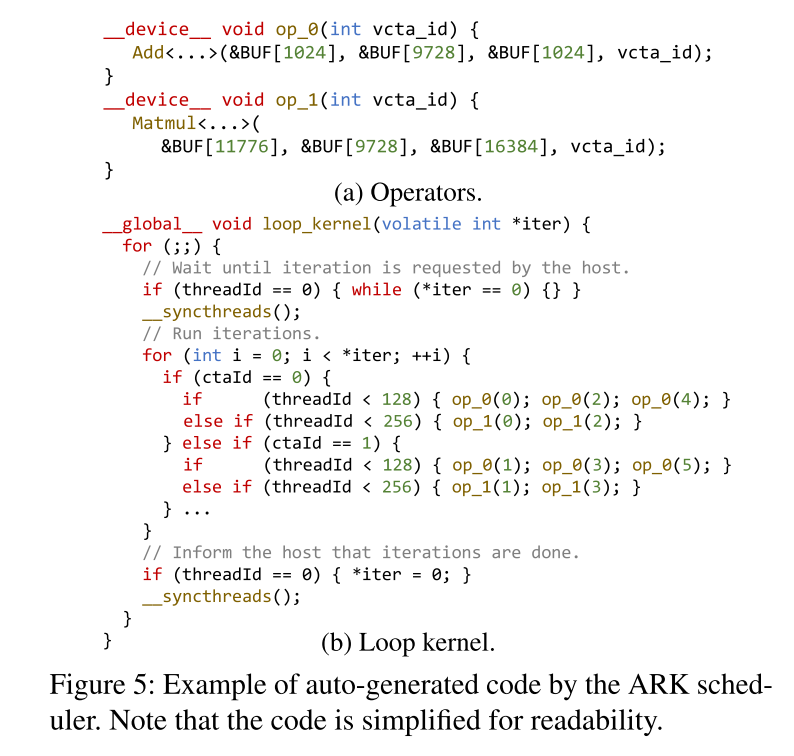 __device__ void op_0(int vcta_id) {
Add<...>(&BUF[1024], &BUF[9728], &BUF[1024], vcta_id);
}
__device__ void op_1(int vcta_id) {
Matmul<...>(
&BUF[11776], &BUF[9728], &BUF[16384], vcta_id);
}
(a) Operators.
__global__ void loop_kernel(volatile int *iter) {
for (;;) {
// Wait until iteration is requested by the host.
if (threadId == 0) { while (*iter == 0) {} }
__syncthreads();
// Run iterations.
for (int i = 0; i < *iter; ++i) {
if (ctaId == 0) {
if (threadId < 128) { op_0(0); op_0(2); op_0(4); }
else if (threadId < 256) { op_1(0); op_1(2); }
} else if (ctaId == 1) {
if (threadId < 128) { op_0(1); op_0(3); op_0(5); }
else if (threadId < 256) { op_1(1); op_1(3); }
} ...
}
// Inform the host that iterations are done.
if (threadId == 0) { *iter = 0; }
__syncthreads();
}
}
(b) Loop kernel.
Figure 5: Example of auto-generated code by the ARK sched-
uler. Note that the code is simplified for readability.